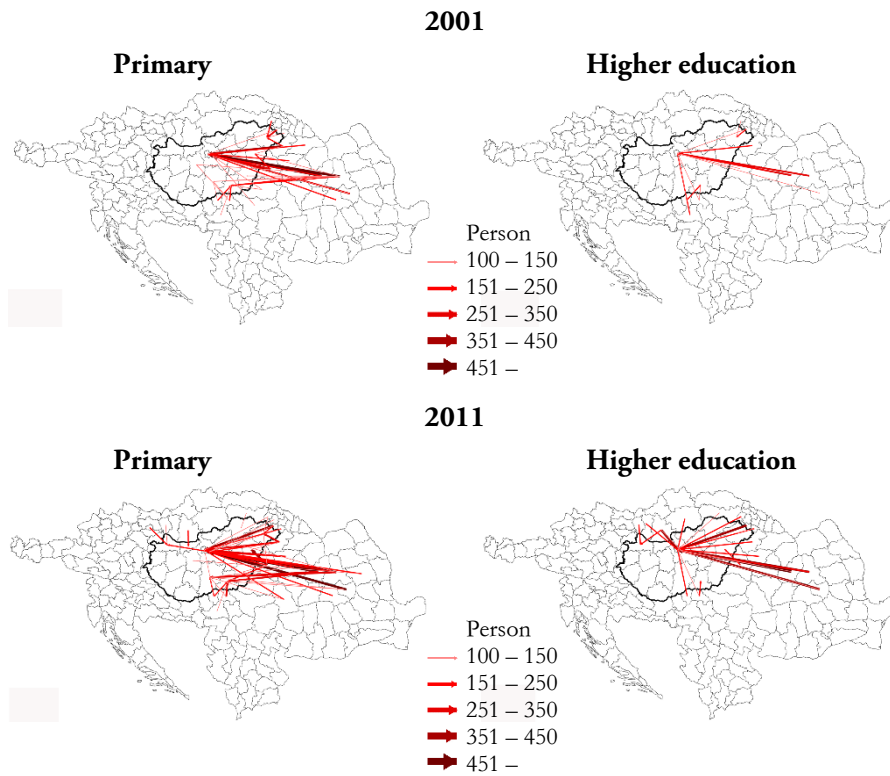 2001
Primary
Higher education
Person
100 – 150
151 – 250
251 – 350
351 – 450
451 –
2011
Primary
Higher education
Person
100 – 150
151 – 250
251 – 350
351 – 450
451 –